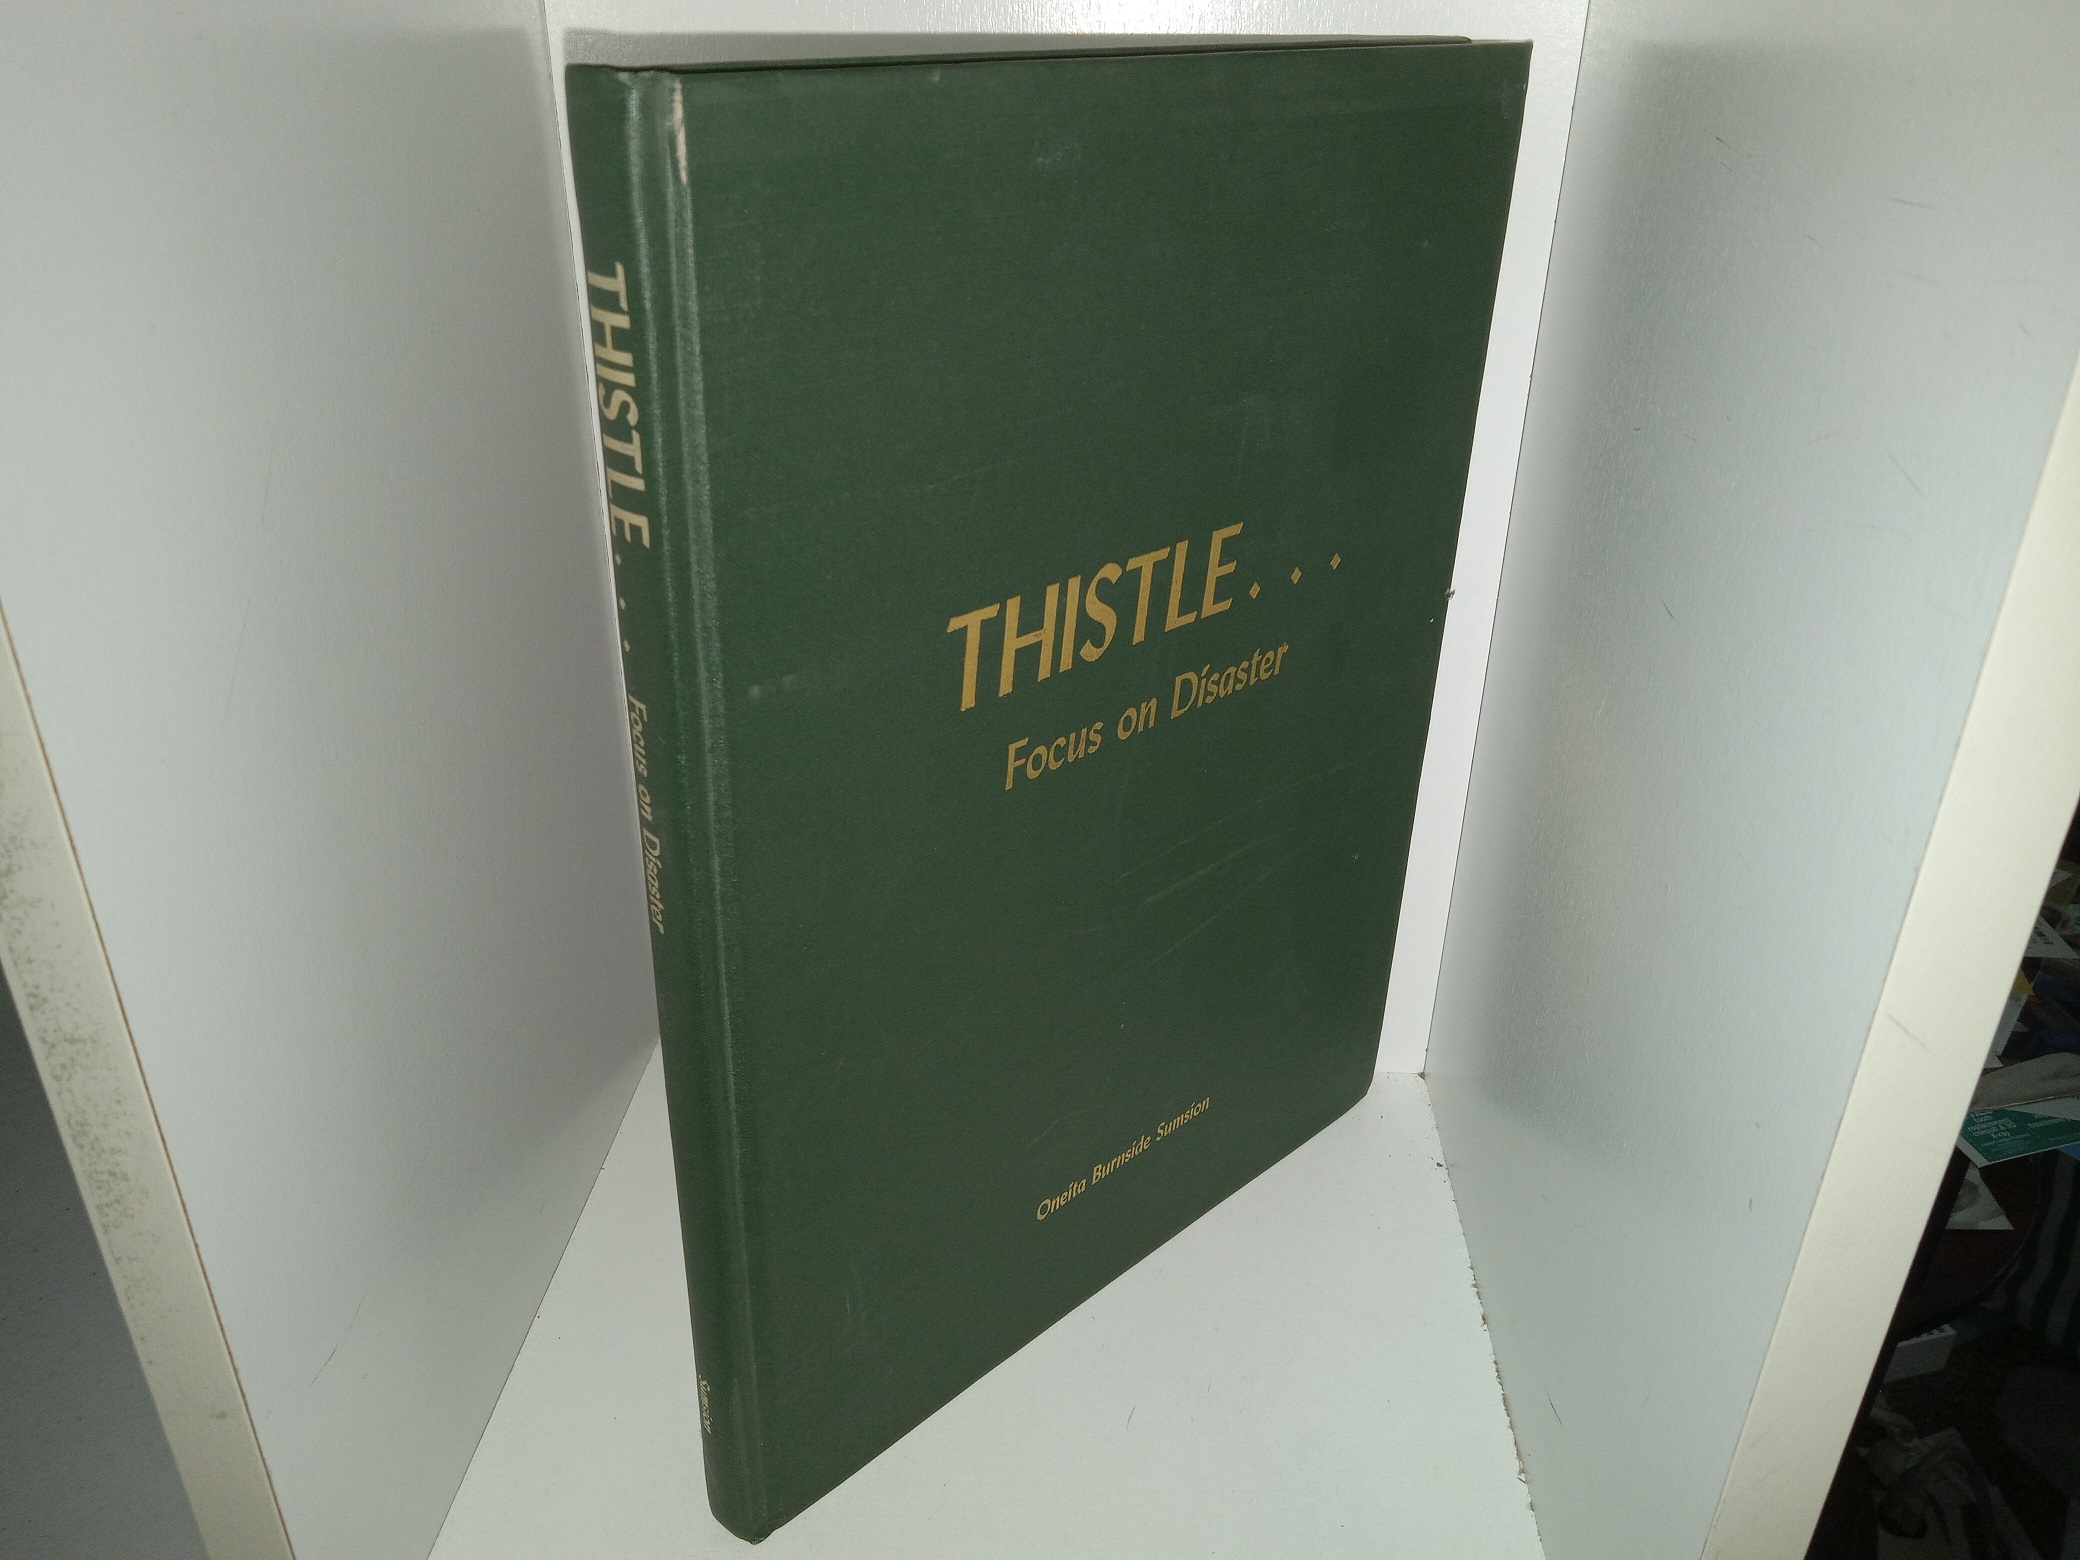 THISTLE. . .
Focus on Disaster
Oneita Burnside Sumsion
THISTLE. . . Focus on Disaster Sumsion